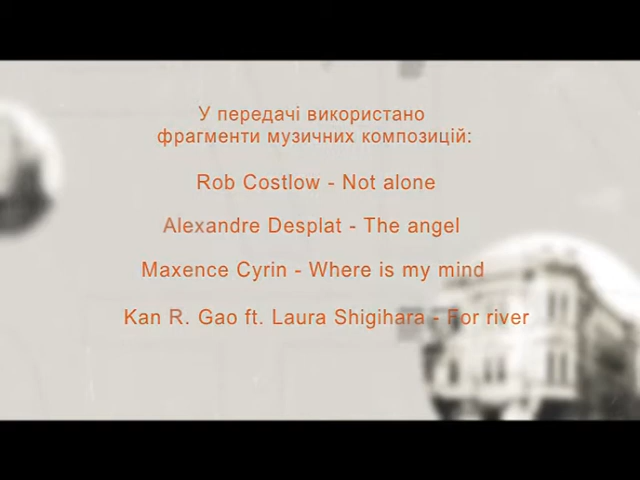 У передачі використано
фрагменти музичних композицій:
Rob Costlow - Not alone
Alexandre Desplat - The angel
Maxence Cyrin - Where is my mind
Kan R. Gao ft. Laura Shigihara - For river